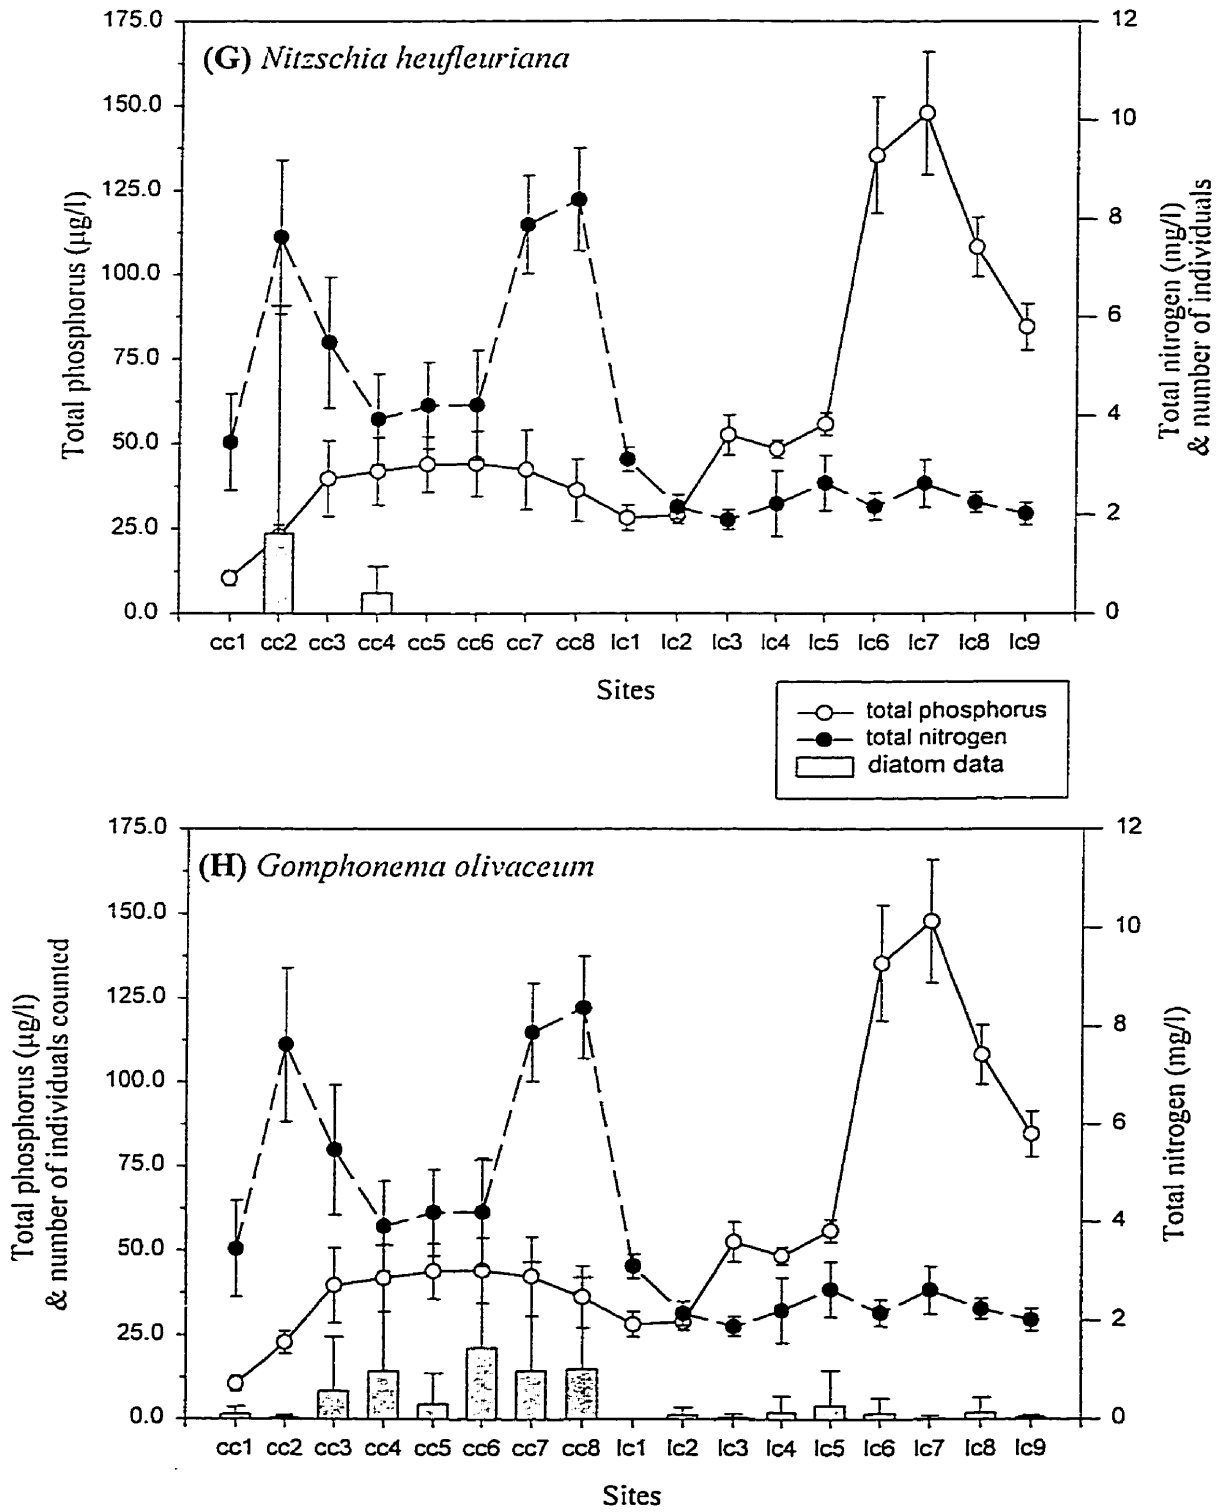 175.0
150.0
125.0
100.0
75.0
50.0
25.0
0.0
Total phosphorus (µg/l)
(G) Nitzschia heufleuriana
12
10
8
6
4
2
0
Total nitrogen (mg/l)
& number of individuals
cc1 cc2 cc3 cc4 cc5 cc6 cc7 cc8 lc1 lc2 lc3 lc4 lc5 lc6 lc7 lc8 lc9
Sites
total phosphorus
total nitrogen
diatom data
175.0
150.0
125.0
100.0
75.0
50.0
25.0
0.0
Total phosphorus (µg/l)
& number of individuals counted
(H) Gomphonema olivaceum
12
10
8
6
4
2
0
Total nitrogen (mg/l)
cc1 cc2 cc3 cc4 cc5 cc6 cc7 cc8 lc1 lc2 lc3 lc4 lc5 lc6 lc7 lc8 lc9
Sites